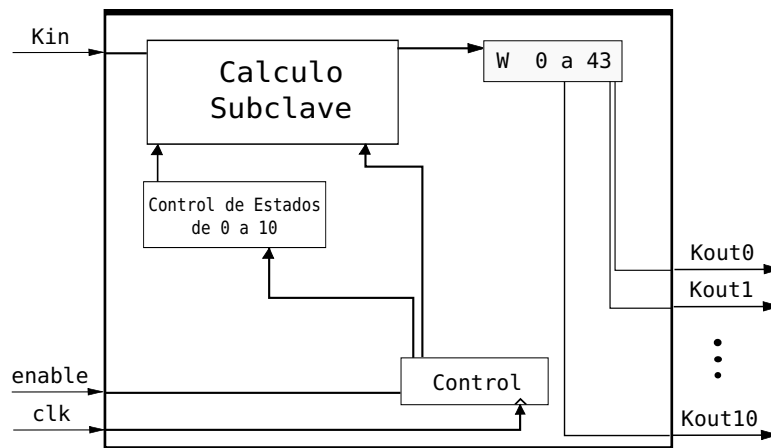 Kin
Calculo
Subclave
W 0 a 43
Control de Estados
de 0 a 10
Kout0
Kout1
enable
Control
clk
Kout10